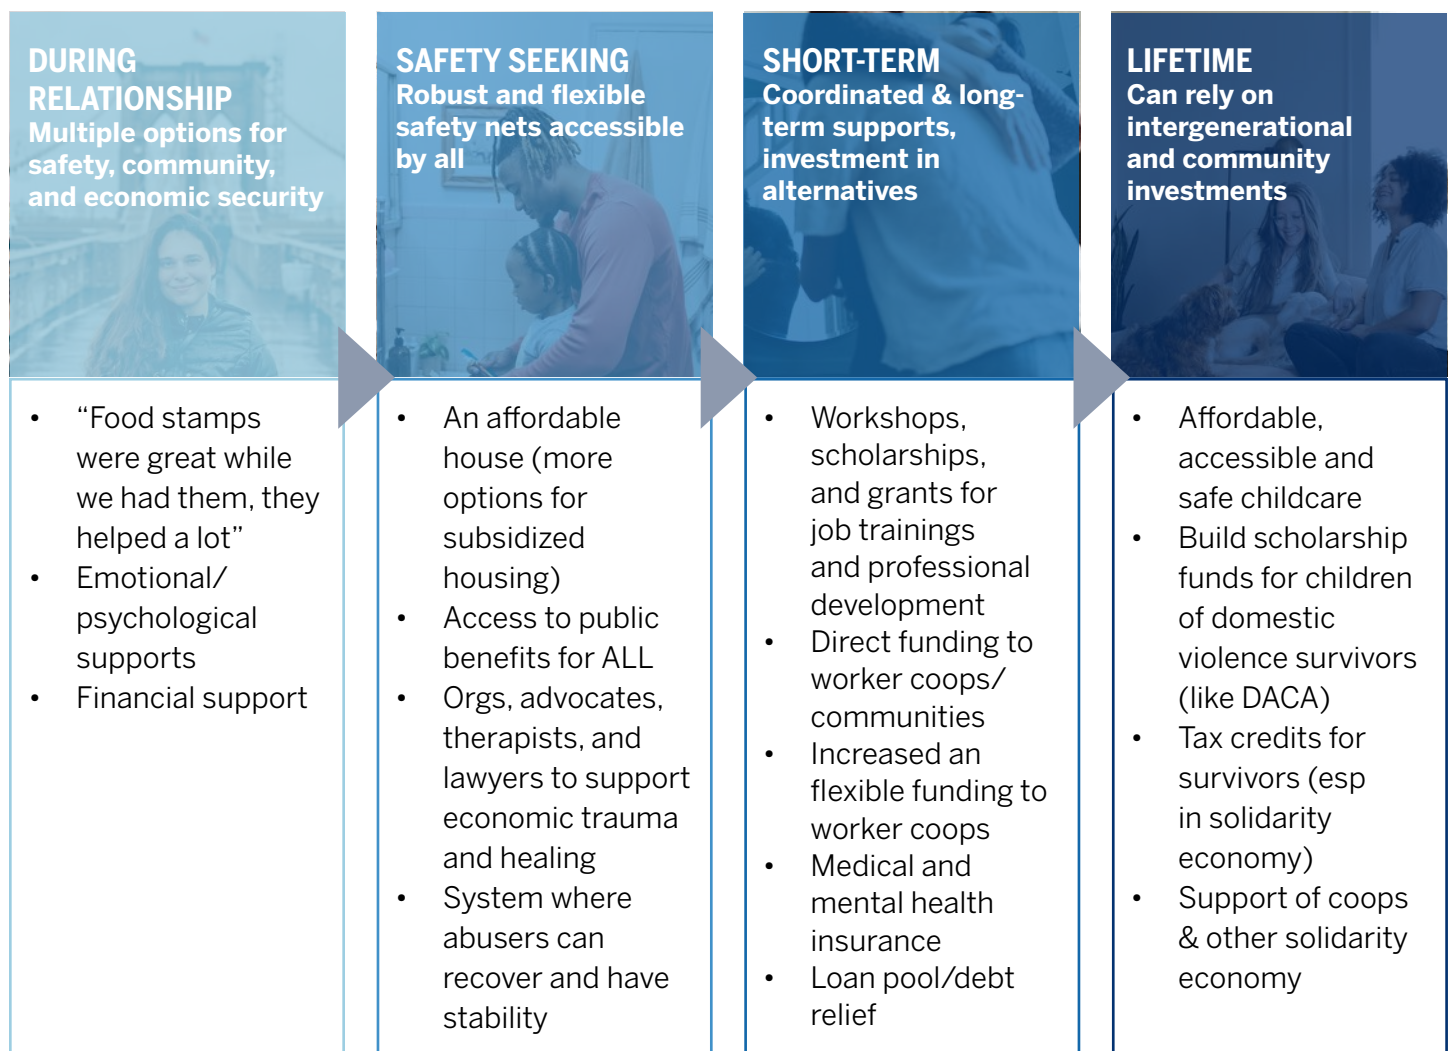 DURING
RELATIONSHIP
Multiple options for
safety, community,
and economic security
• “Food stamps
were great while
we had them, they
helped a lot”
• Emotional/
psychological
supports
• Financial support
SAFETY SEEKING
Robust and flexible
safety nets accessible
by all
• An affordable
house (more
options for
subsidized
housing)
• Access to public
benefits for ALL
• Orgs, advocates,
therapists, and
lawyers to support
economic trauma
and healing
• System where
abusers can
recover and have
stability
SHORT-TERM
Coordinated & long-
term supports,
investment in
alternatives
• Workshops,
scholarships,
and grants for
job trainings
and professional
development
• Direct funding to
worker coops/
communities
• Increased an
flexible funding to
worker coops
• Medical and
mental health
insurance
• Loan pool/debt
relief
LIFETIME
Can rely on
intergenerational
and community
investments
• Affordable,
accessible and
safe childcare
• Build scholarship
funds for children
of domestic
violence survivors
(like DACA)
• Tax credits for
survivors (esp
in solidarity
economy)
• Support of coops
& other solidarity
economy